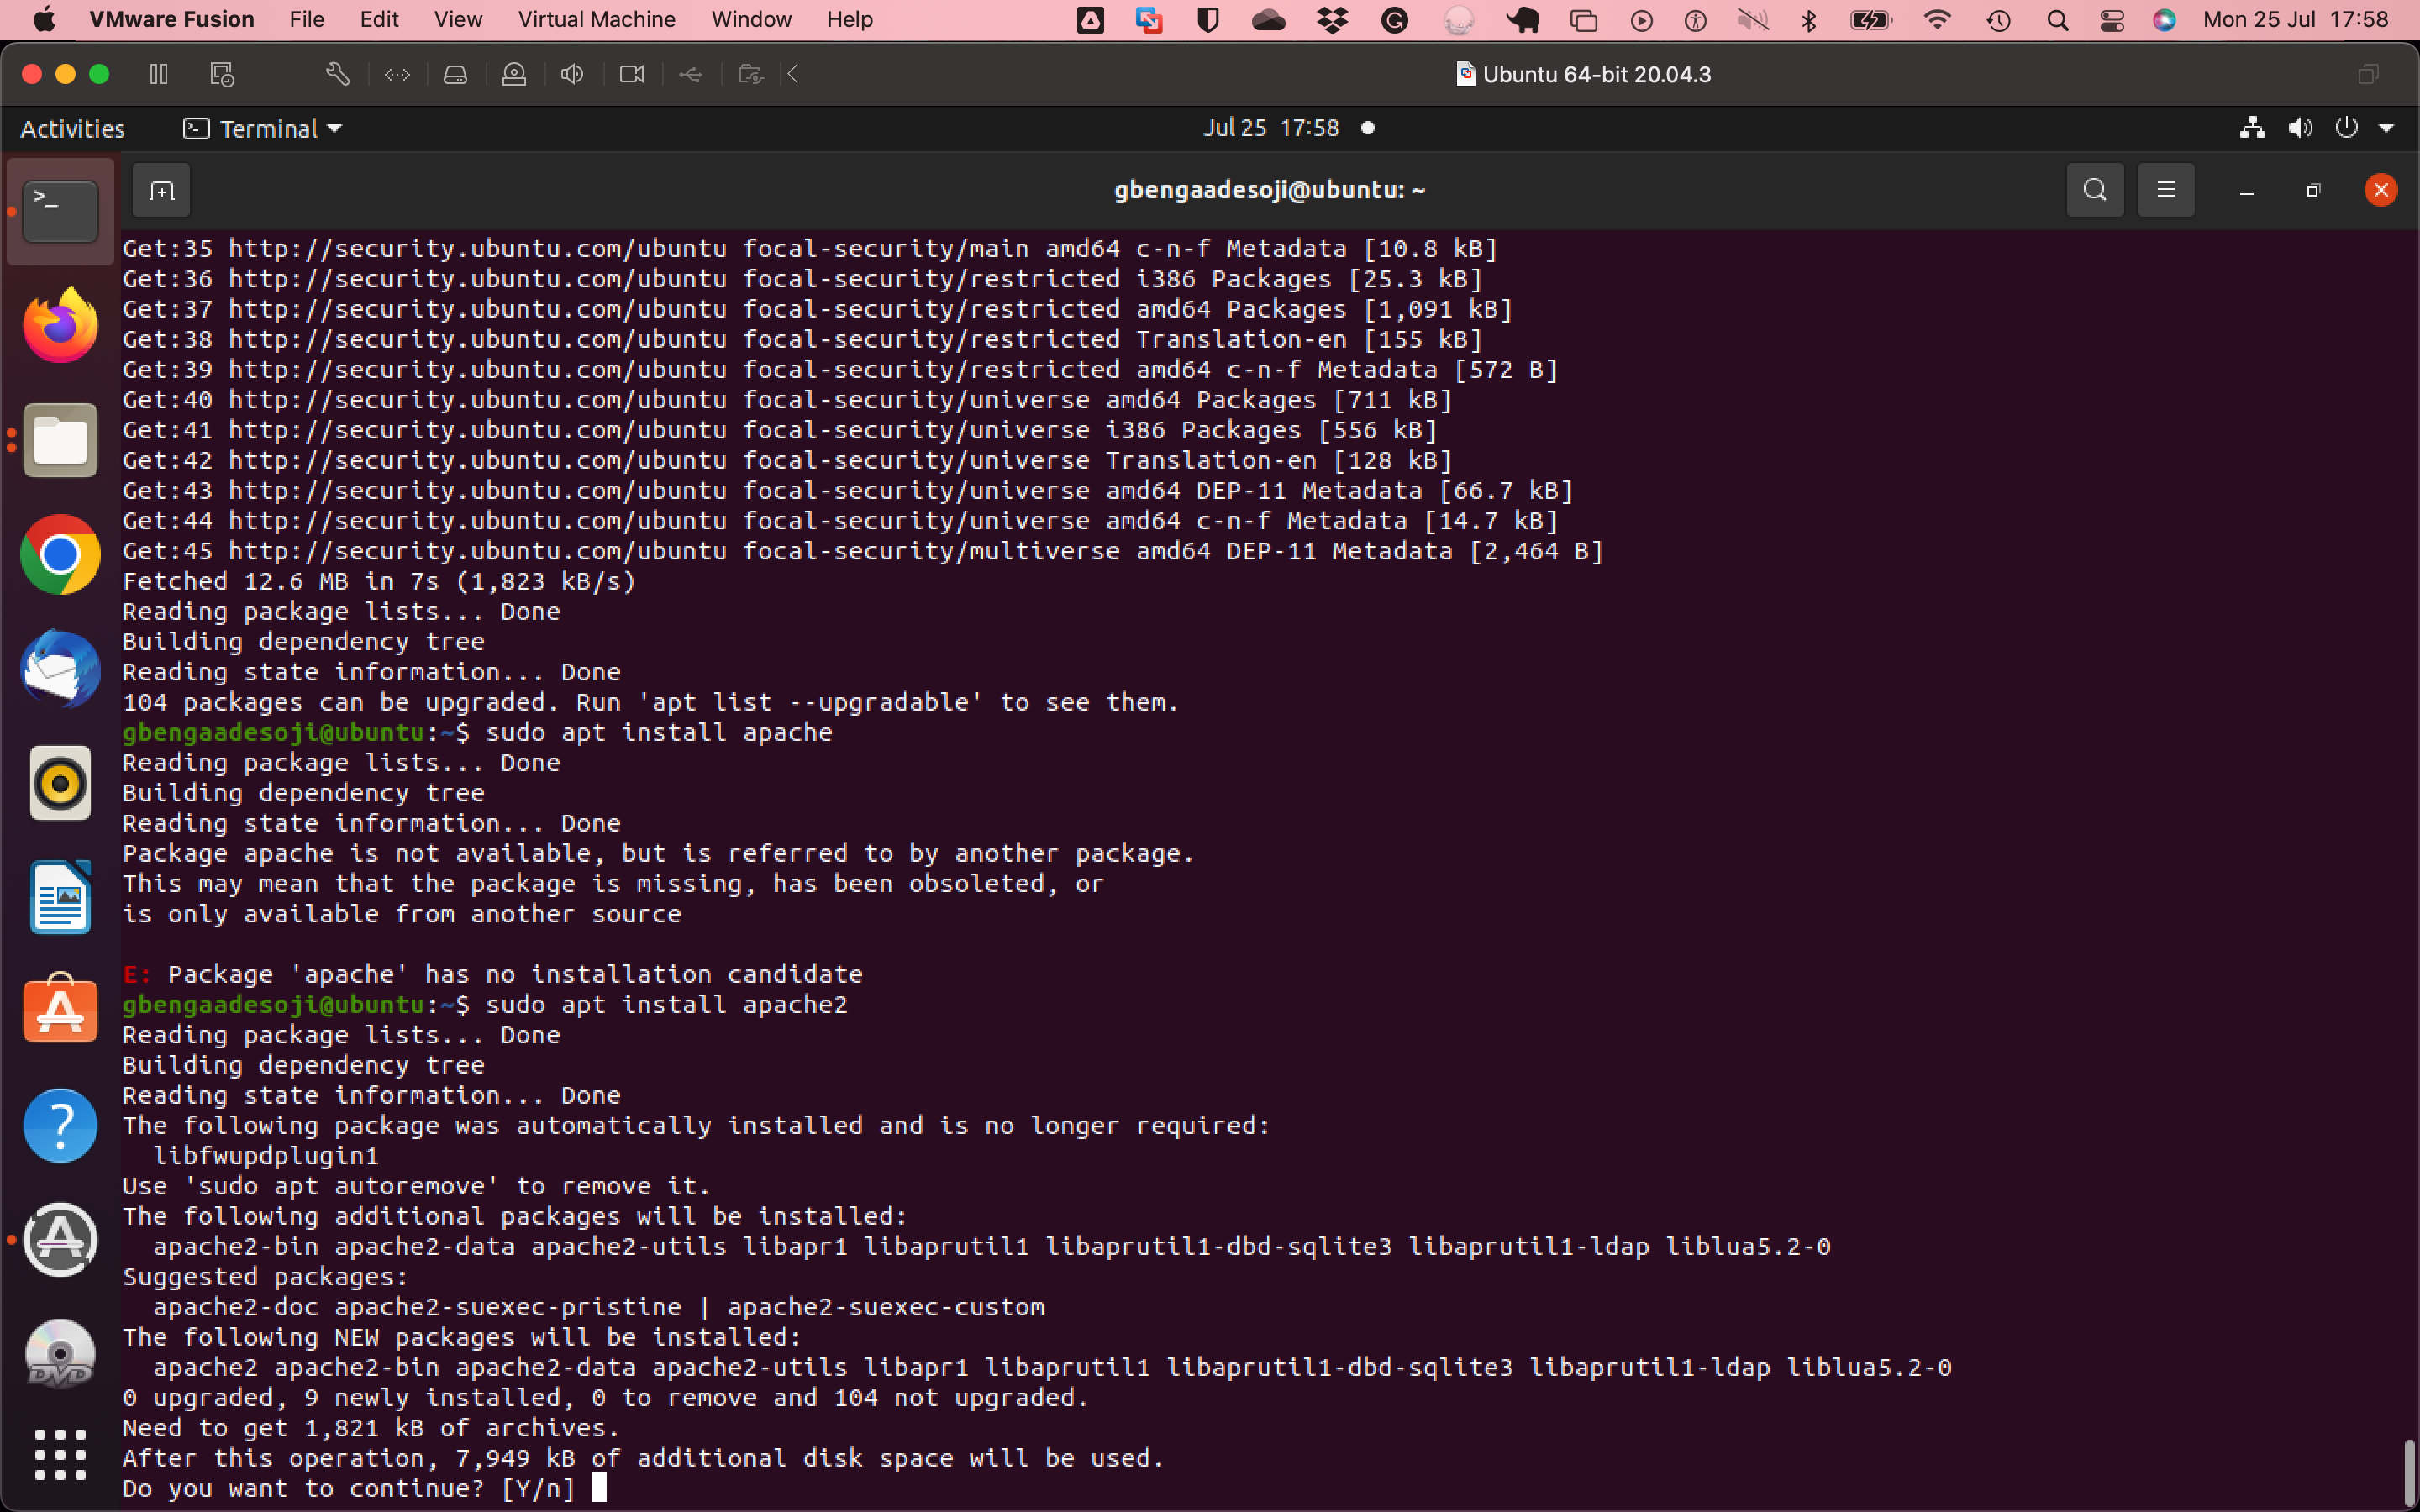 VMware Fusion File Edit View Virtual Machine Window Help Mon 25 Jul 17:58
Ubuntu 64-bit 20.04.3
Activities Terminal Jul 25 17:58
gbengaadesoji@ubuntu: ~
Get:35 http://security.ubuntu.com/ubuntu focal-security/main amd64 c-n-f Metadata [10.8 kB]
Get:36 http://security.ubuntu.com/ubuntu focal-security/restricted i386 Packages [25.3 kB]
Get:37 http://security.ubuntu.com/ubuntu focal-security/restricted amd64 Packages [1,091 kB]
Get:38 http://security.ubuntu.com/ubuntu focal-security/restricted Translation-en [155 kB]
Get:39 http://security.ubuntu.com/ubuntu focal-security/restricted amd64 c-n-f Metadata [572 B]
Get:40 http://security.ubuntu.com/ubuntu focal-security/universe amd64 Packages [711 kB]
Get:41 http://security.ubuntu.com/ubuntu focal-security/universe i386 Packages [556 kB]
Get:42 http://security.ubuntu.com/ubuntu focal-security/universe Translation-en [128 kB]
Get:43 http://security.ubuntu.com/ubuntu focal-security/universe amd64 DEP-11 Metadata [66.7 kB]
Get:44 http://security.ubuntu.com/ubuntu focal-security/universe amd64 c-n-f Metadata [14.7 kB]
Get:45 http://security.ubuntu.com/ubuntu focal-security/multiverse amd64 DEP-11 Metadata [2,464 B]
Fetched 12.6 MB in 7s (1,823 kB/s)
Reading package lists... Done
Building dependency tree
Reading state information... Done
104 packages can be upgraded. Run 'apt list --upgradable' to see them.
gbengaadesoji@ubuntu:~$ sudo apt install apache
Reading package lists... Done
Building dependency tree
Reading state information... Done
Package apache is not available, but is referred to by another package.
This may mean that the package is missing, has been obsoleted, or
is only available from another source
E: Package 'apache' has no installation candidate
gbengaadesoji@ubuntu:~$ sudo apt install apache2
Reading package lists... Done
Building dependency tree
Reading state information... Done
The following package was automatically installed and is no longer required:
libfwupdplugin1
Use 'sudo apt autoremove' to remove it.
The following additional packages will be installed:
apache2-bin apache2-data apache2-utils libapr1 libaprutil1 libaprutil1-dbd-sqlite3 libaprutil1-ldap liblua5.2-0
Suggested packages:
apache2-doc apache2-suexec-pristine | apache2-suexec-custom
The following NEW packages will be installed:
apache2 apache2-bin apache2-data apache2-utils libapr1 libaprutil1 libaprutil1-dbd-sqlite3 libaprutil1-ldap liblua5.2-0
0 upgraded, 9 newly installed, 0 to remove and 104 not upgraded.
Need to get 1,821 kB of archives.
After this operation, 7,949 kB of additional disk space will be used.
Do you want to continue? [Y/n]
DVD